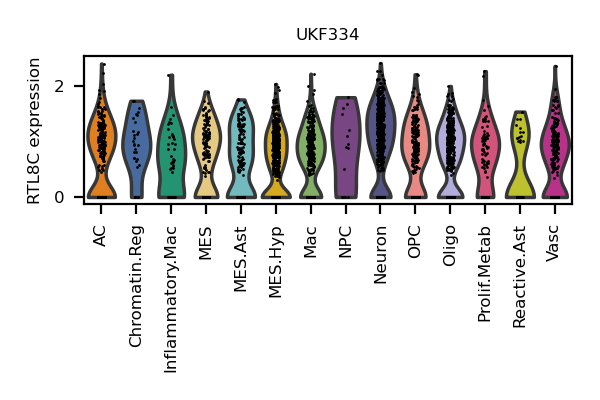 UKF334
RTL8C expression
2
0
AC
Chromatin.Reg
Inflammatory.Mac
MES
MES.Ast
MES.Hyp
Mac
NPC
Neuron
OPC
Oligo
Prolif.Metab
Reactive.Ast
Vasc